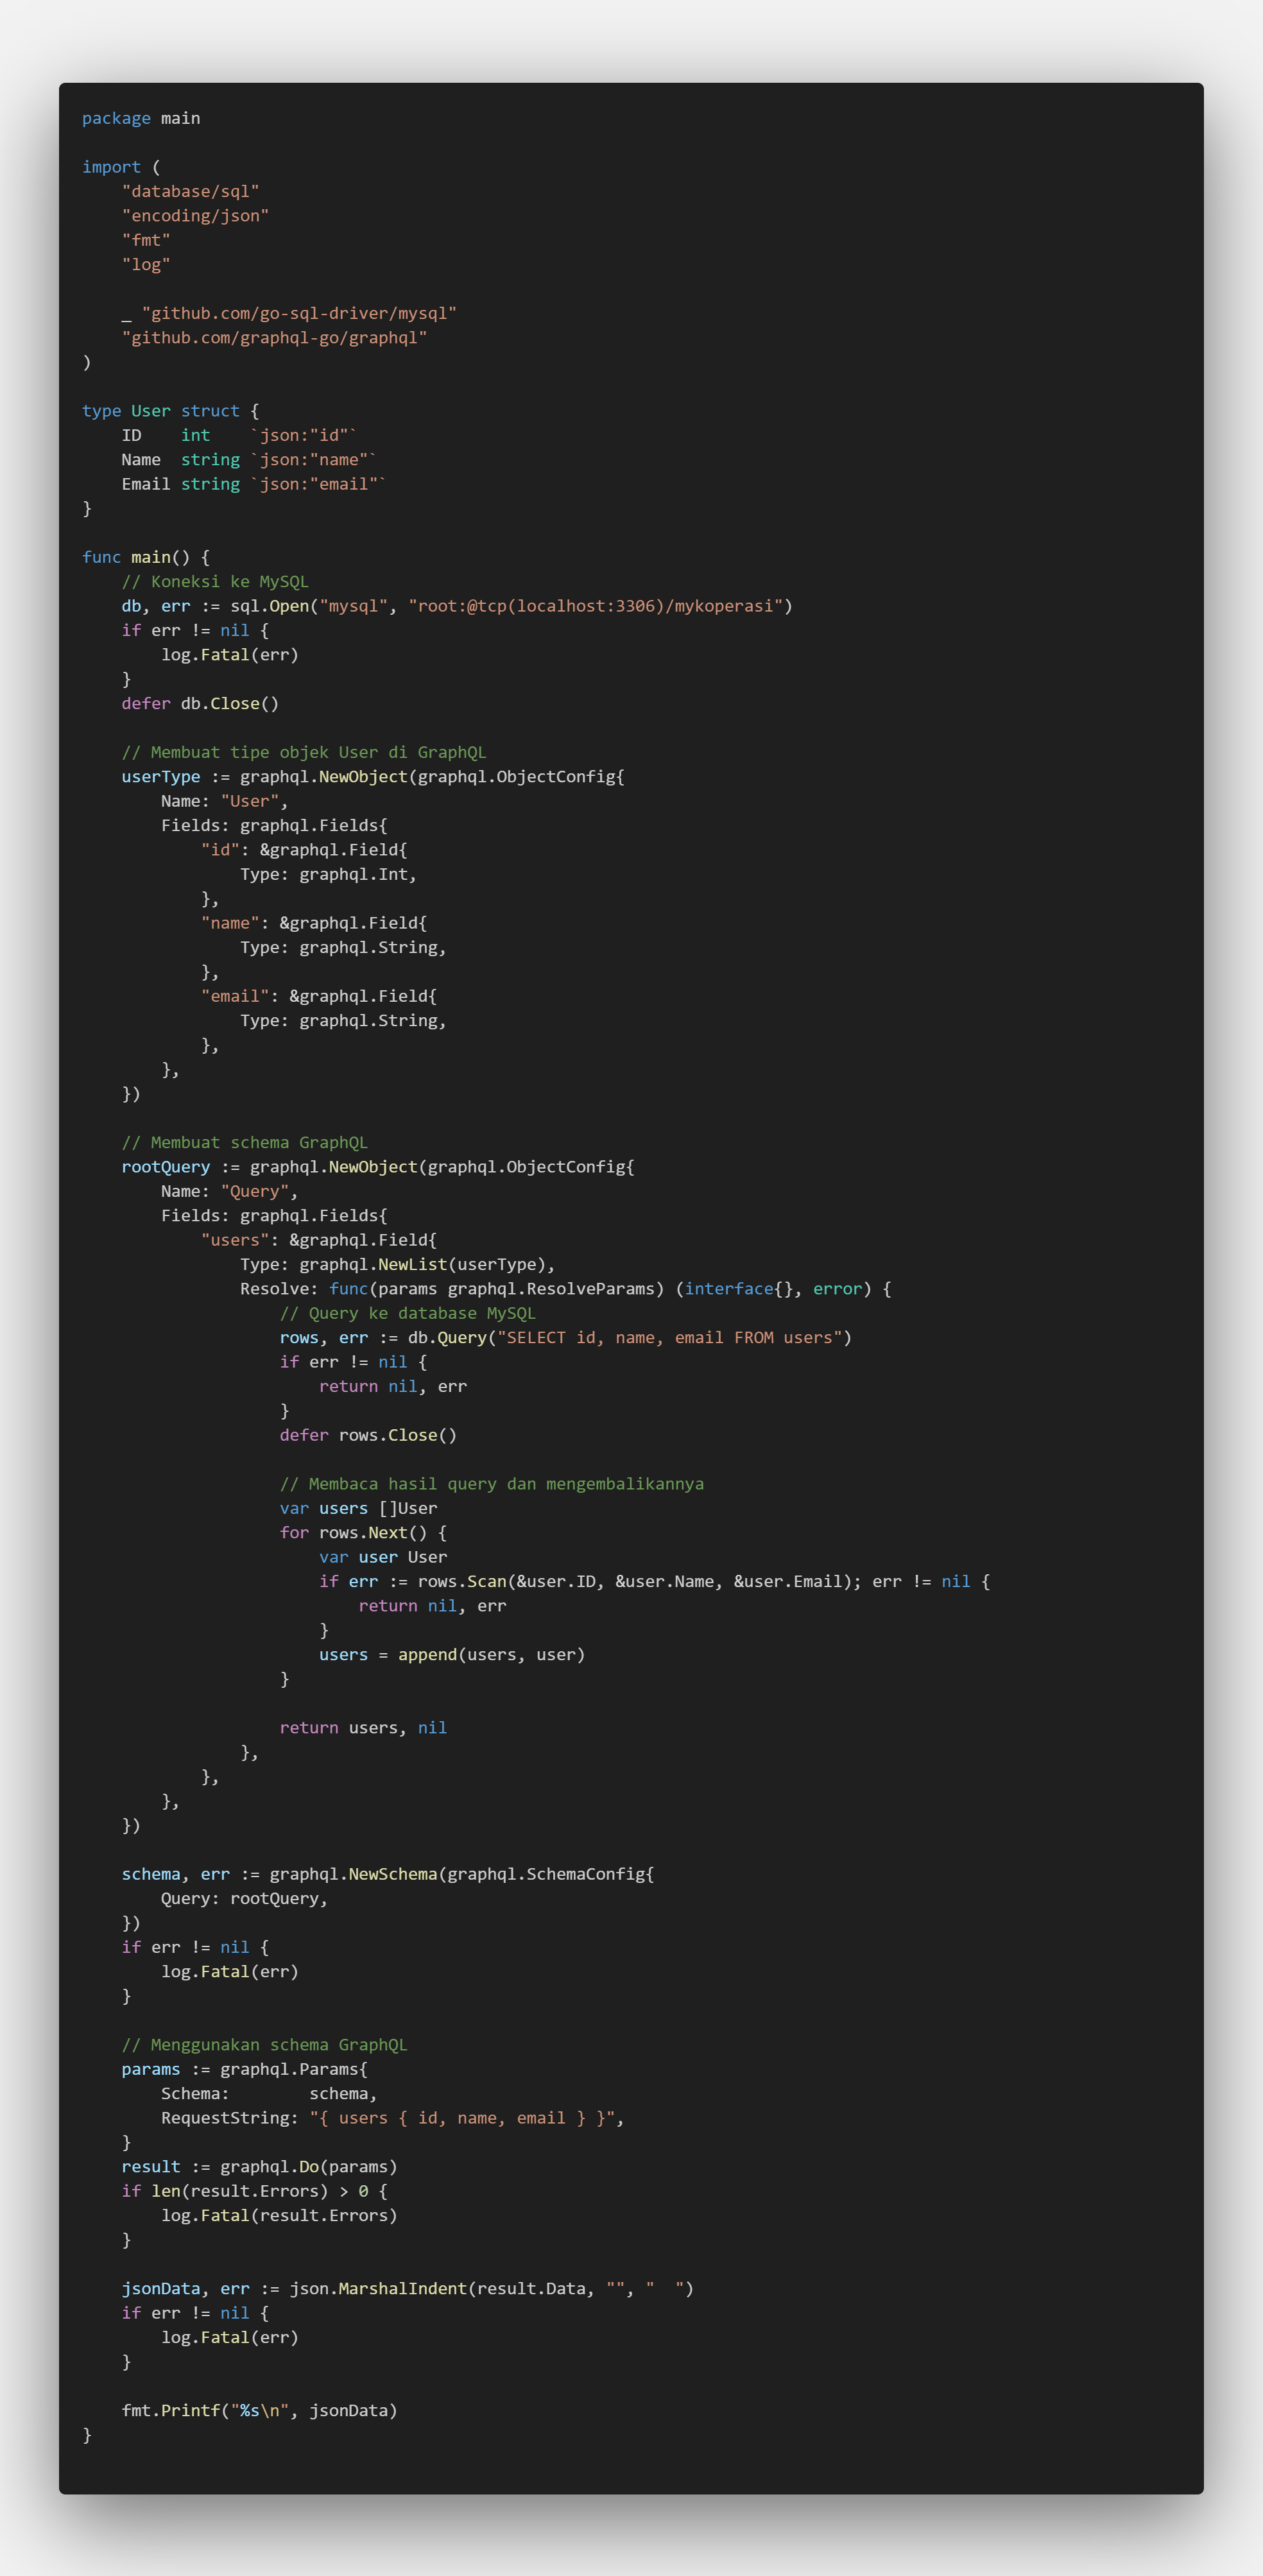 package main

import (
    "database/sql"
    "encoding/json"
    "fmt"
    "log"

    _ "github.com/go-sql-driver/mysql"
    "github.com/graphql-go/graphql"
)

type User struct {
    ID    int    `json:"id"`
    Name  string `json:"name"`
    Email string `json:"email"`
}

func main() {
    // Koneksi ke MySQL
    db, err := sql.Open("mysql", "root:@tcp(localhost:3306)/mykoperasi")
    if err != nil {
        log.Fatal(err)
    }
    defer db.Close()

    // Membuat tipe objek User di GraphQL
    userType := graphql.NewObject(graphql.ObjectConfig{
        Name: "User",
        Fields: graphql.Fields{
            "id": &graphql.Field{
                Type: graphql.Int,
            },
            "name": &graphql.Field{
                Type: graphql.String,
            },
            "email": &graphql.Field{
                Type: graphql.String,
            },
        },
    })

    // Membuat schema GraphQL
    rootQuery := graphql.NewObject(graphql.ObjectConfig{
        Name: "Query",
        Fields: graphql.Fields{
            "users": &graphql.Field{
                Type: graphql.NewList(userType),
                Resolve: func(params graphql.ResolveParams) (interface{}, error) {
                    // Query ke database MySQL
                    rows, err := db.Query("SELECT id, name, email FROM users")
                    if err != nil {
                        return nil, err
                    }
                    defer rows.Close()

                    // Membaca hasil query dan mengembalikannya
                    var users []User
                    for rows.Next() {
                        var user User
                        if err := rows.Scan(&user.ID, &user.Name, &user.Email); err != nil {
                            return nil, err
                        }
                        users = append(users, user)
                    }

                    return users, nil
                },
            },
        },
    })

    schema, err := graphql.NewSchema(graphql.SchemaConfig{
        Query: rootQuery,
    })
    if err != nil {
        log.Fatal(err)
    }

    // Menggunakan schema GraphQL
    params := graphql.Params{
        Schema:        schema,
        RequestString: "{ users { id, name, email } }",
    }
    result := graphql.Do(params)
    if len(result.Errors) > 0 {
        log.Fatal(result.Errors)
    }

    jsonData, err := json.MarshalIndent(result.Data, "", "  ")
    if err != nil {
        log.Fatal(err)
    }

    fmt.Printf("%s\n", jsonData)
}